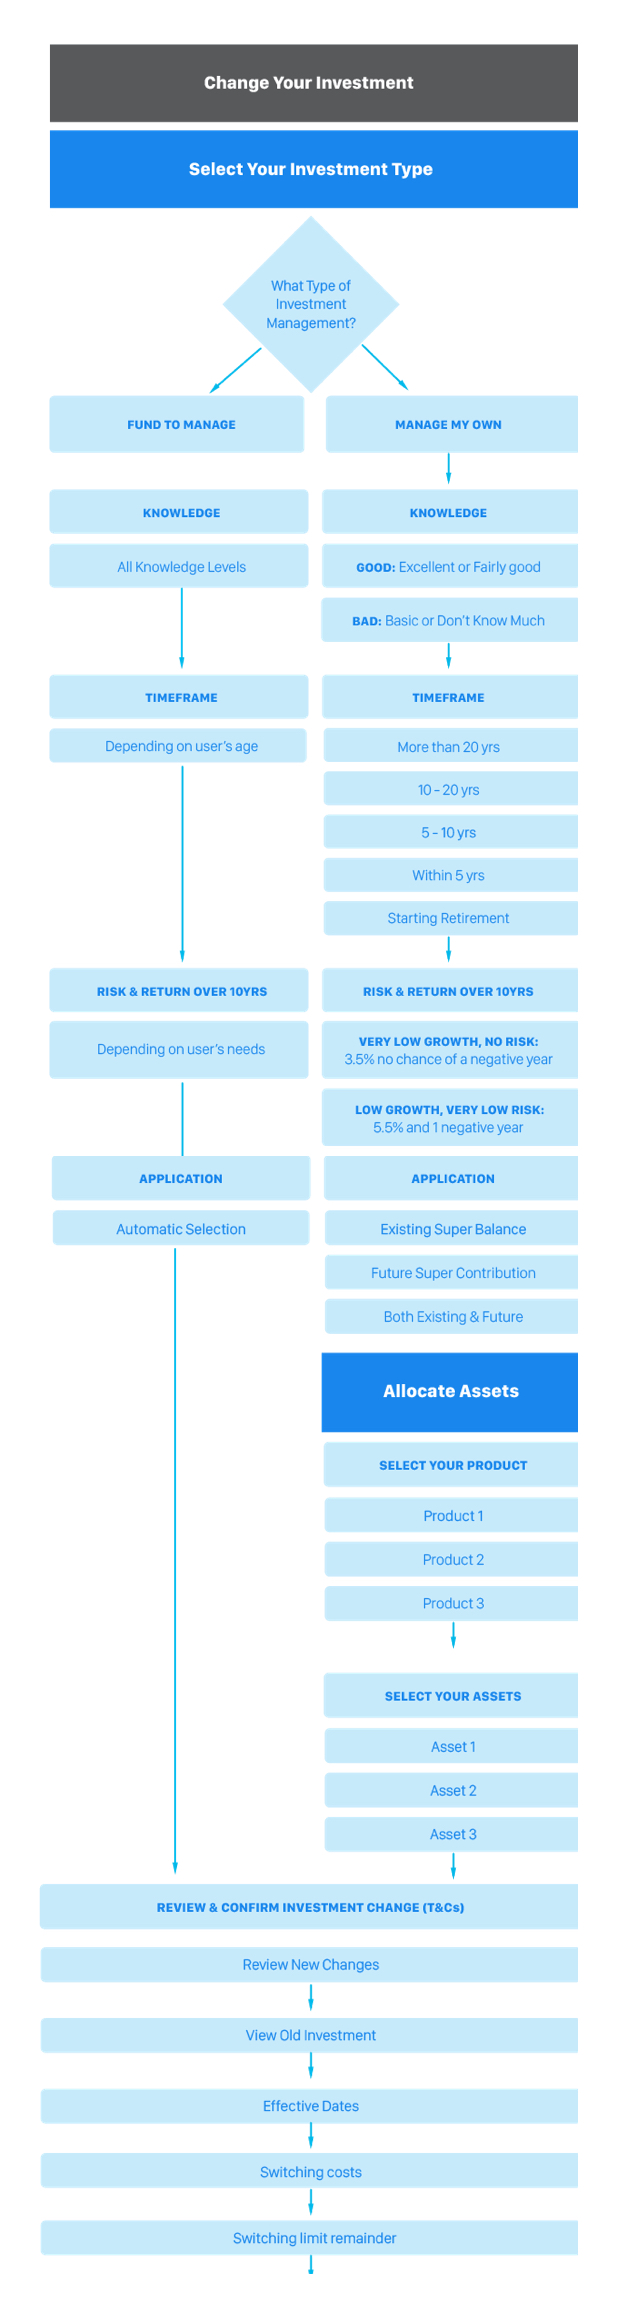 Change Your Investment
Select Your Investment Type
What Type of
Investment
Management?
FUND TO MANAGE
MANAGE MY OWN
KNOWLEDGE
KNOWLEDGE
All Knowledge Levels
GOOD: Excellent or Fairly good
BAD: Basic or Don't Know Much
TIMEFRAME
TIMEFRAME
Depending on user's age
More than 20 yrs
10 - 20 yrs
5 - 10 yrs
Within 5 yrs
Starting Retirement
RISK & RETURN OVER 10YRS
RISK & RETURN OVER 10YRS
Depending on user's needs
VERY LOW GROWTH, NO RISK:
3.5% no chance of a negative year
LOW GROWTH, VERY LOW RISK:
5.5% and 1 negative year
APPLICATION
APPLICATION
Automatic Selection
Existing Super Balance
Future Super Contribution
Both Existing & Future
Allocate Assets
SELECT YOUR PRODUCT
Product 1
Product 2
Product 3
SELECT YOUR ASSETS
Asset 1
Asset 2
Asset 3
REVIEW & CONFIRM INVESTMENT CHANGE (T&Cs)
Review New Changes
View Old Investment
Effective Dates
Switching costs
Switching limit remainder